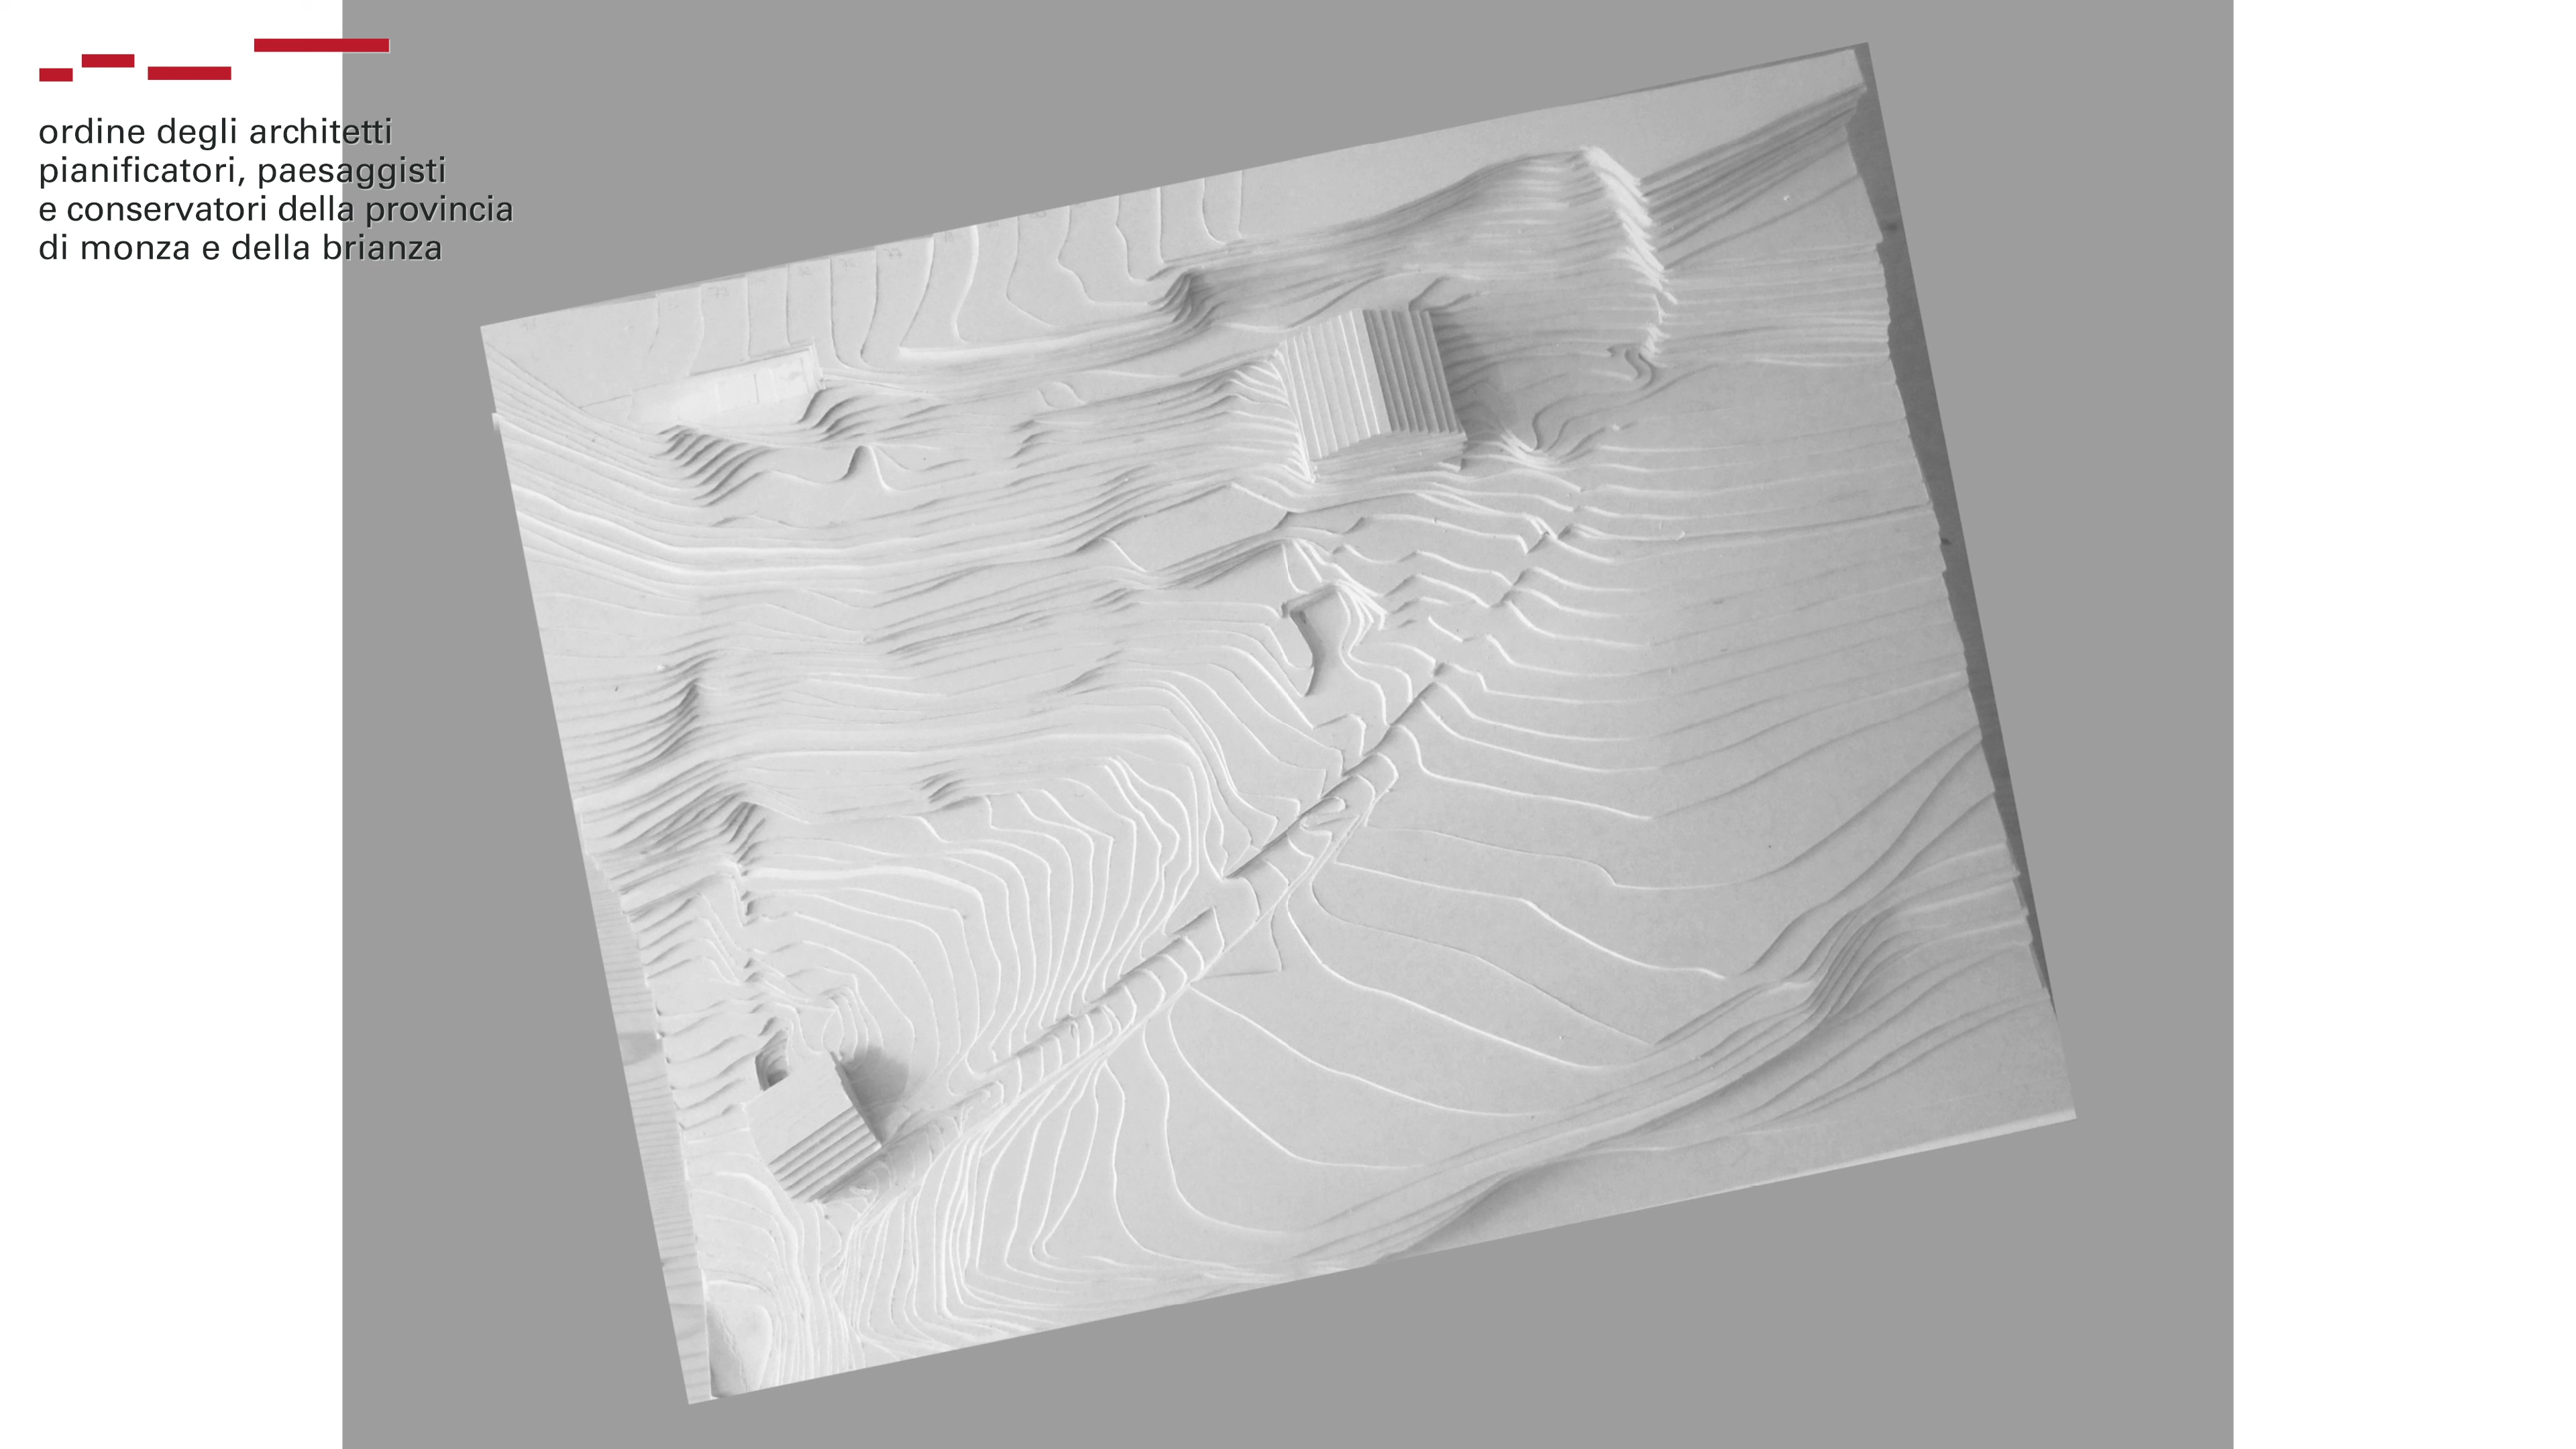 ordine degli architetti
pianificatori, paesaggisti
e conservatori della provincia
di monza e della brianza